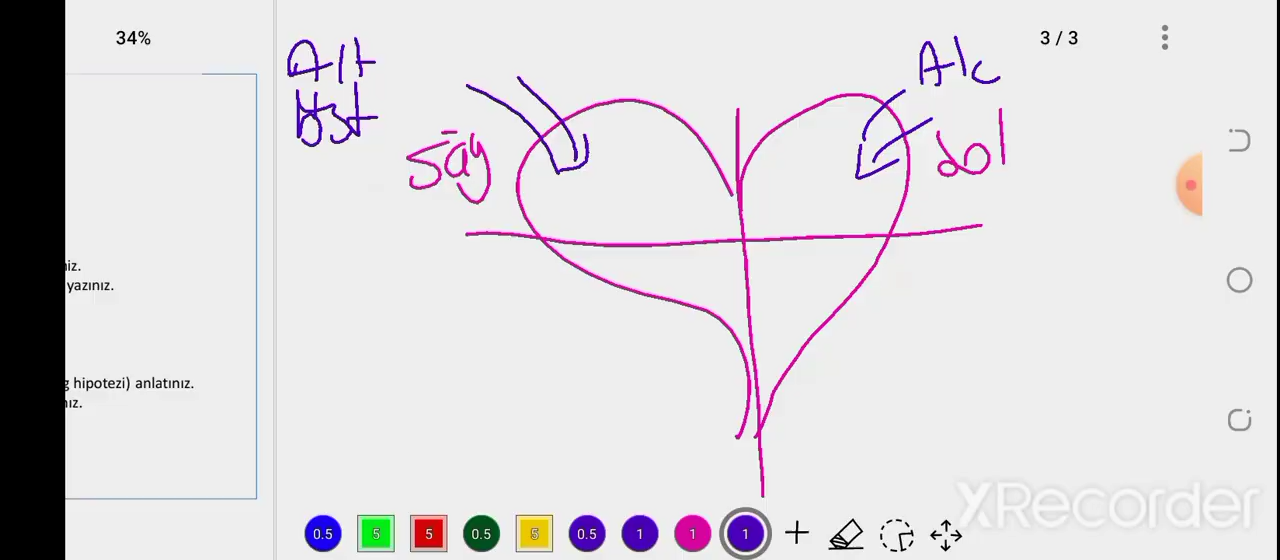 34%
3 / 3
Alt
üst
Sağ
Akc
Sol
niz.
yazınız.
g hipotezi) anlatınız.
nız.
0.5
5
5
0.5
5
0.5
1
1
1
XRecorder